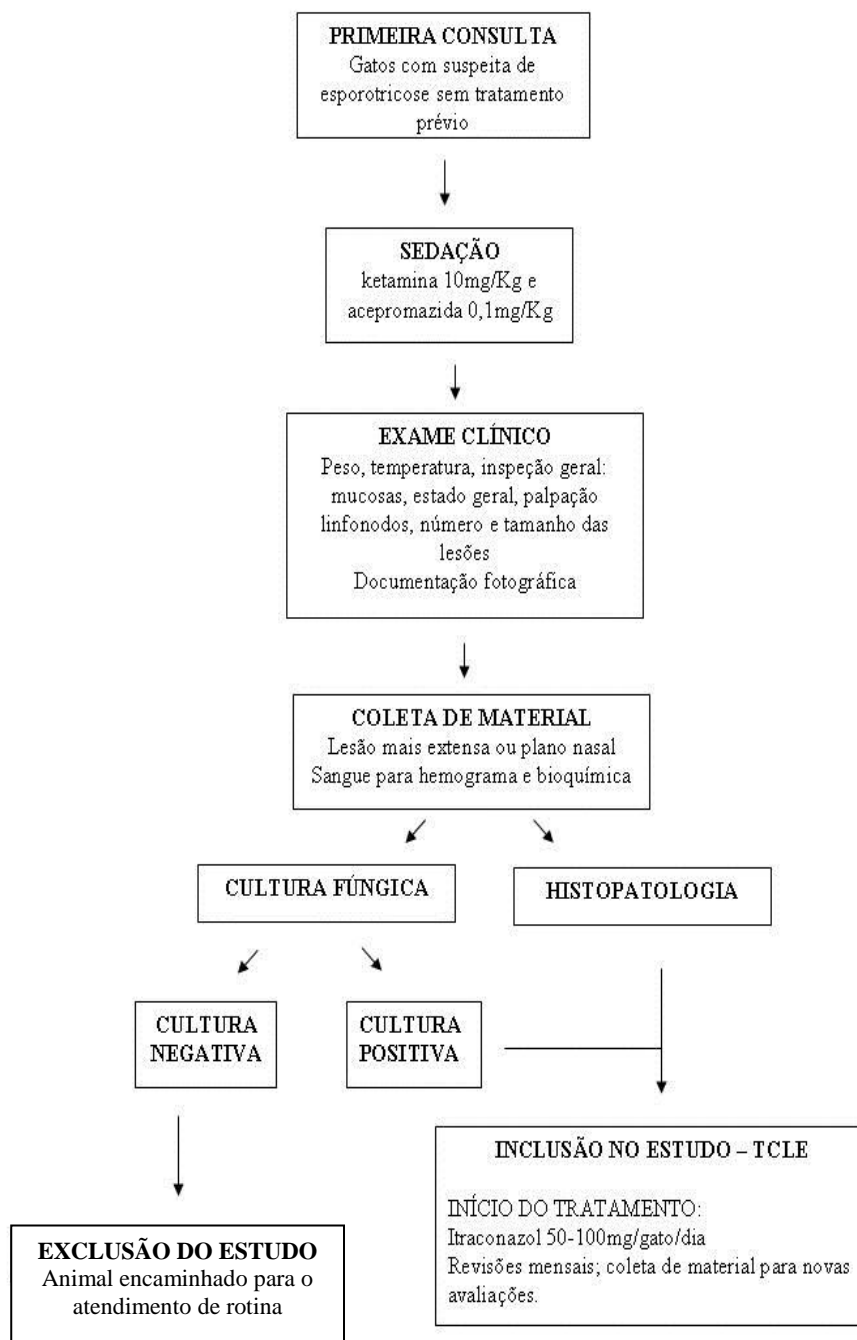 PRIMEIRA CONSULTA
Gatos com suspeita de
esporotricose sem tratamento
prévio
SEDAÇÃO
ketamina 10mg/Kg e
acepromazida 0,1mg/Kg
EXAME CLÍNICO
Peso, temperatura, inspeção geral:
mucosas, estado geral, palpação
linfonodos, número e tamanho das
lesões
Documentação fotográfica
COLETA DE MATERIAL
Lesão mais extensa ou plano nasal
Sangue para hemograma e bioquímica
CULTURA FÚNGICA
HISTOPATOLOGIA
CULTURA
NEGATIVA
CULTURA
POSITIVA
EXCLUSÃO DO ESTUDO
Animal encaminhado para o
atendimento de rotina
INCLUSÃO NO ESTUDO – TCLE
INÍCIO DO TRATAMENTO:
Itraconazol 50-100mg/gato/dia
Revisões mensais; coleta de material para novas
avaliações.